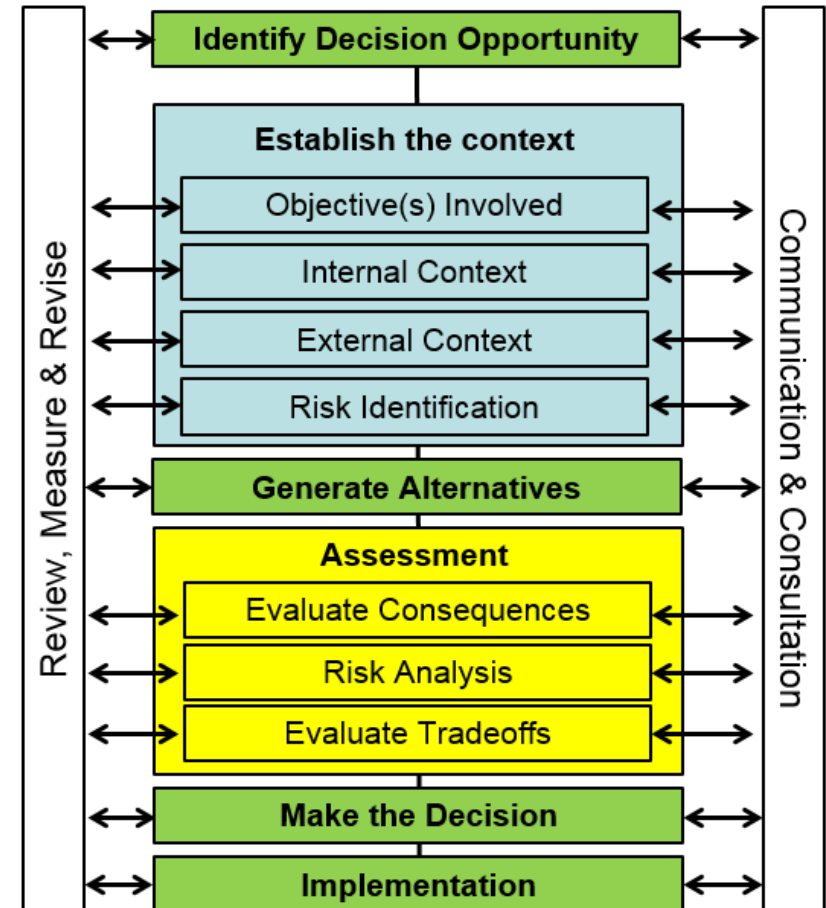 Identify Decision Opportunity
Establish the context
Objective(s) Involved
Internal Context
External Context
Risk Identification
Generate Alternatives
Assessment
Evaluate Consequences
Risk Analysis
Evaluate Tradeoffs
Make the Decision
Implementation
Review, Measure & Revise
Communication & Consultation